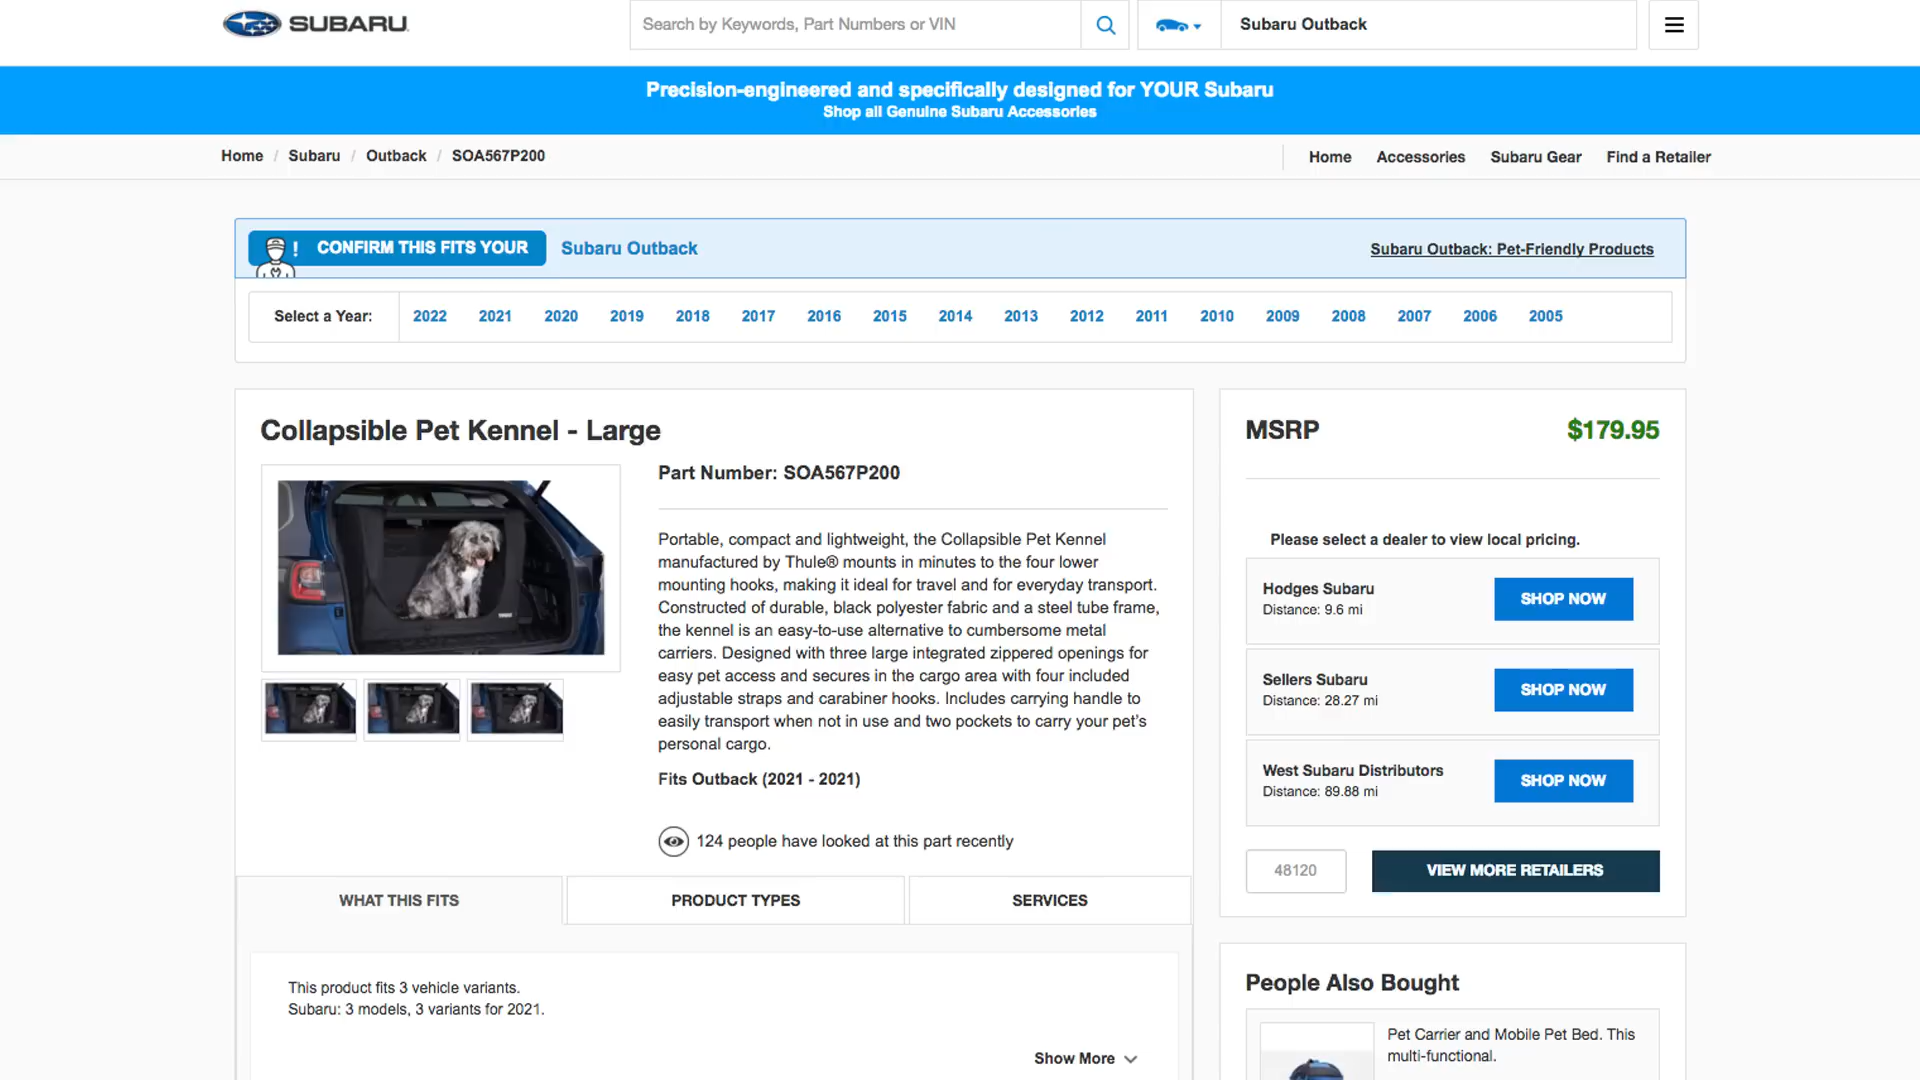 SUBARU
Search by Keywords, Part Numbers or VIN
Subaru Outback
Precision-engineered and specifically designed for YOUR Subaru
Shop all Genuine Subaru Accessories
Home / Subaru / Outback / SOA567P200
Home Accessories Subaru Gear Find a Retailer
! CONFIRM THIS FITS YOUR Subaru Outback
Subaru Outback: Pet-Friendly Products
Select a Year: 2022 2021 2020 2019 2018 2017 2016 2015 2014 2013 2012 2011 2010 2009 2008 2007 2006 2005
Collapsible Pet Kennel - Large
Part Number: SOA567P200
Portable, compact and lightweight, the Collapsible Pet Kennel
manufactured by Thule® mounts in minutes to the four lower
mounting hooks, making it ideal for travel and for everyday transport.
Constructed of durable, black polyester fabric and a steel tube frame,
the kennel is an easy-to-use alternative to cumbersome metal
carriers. Designed with three large integrated zippered openings for
easy pet access and secures in the cargo area with four included
adjustable straps and carabiner hooks. Includes carrying handle to
easily transport when not in use and two pockets to carry your pet's
personal cargo.
Fits Outback (2021 - 2021)
124 people have looked at this part recently
WHAT THIS FITS
PRODUCT TYPES
SERVICES
This product fits 3 vehicle variants.
Subaru: 3 models, 3 variants for 2021.
Show More
MSRP $179.95
Please select a dealer to view local pricing.
Hodges Subaru
Distance: 9.6 mi
SHOP NOW
Sellers Subaru
Distance: 28.27 mi
SHOP NOW
West Subaru Distributors
Distance: 89.88 mi
SHOP NOW
48120
VIEW MORE RETAILERS
People Also Bought
Pet Carrier and Mobile Pet Bed. This
multi-functional.